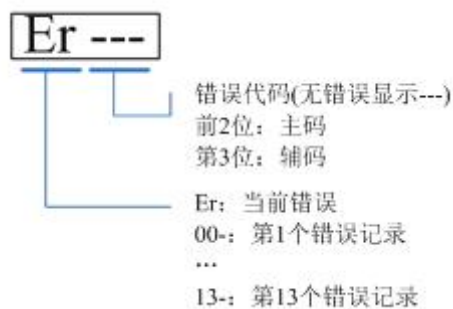 Er ---
错误代码(无错误显示---)
前2位：主码
第3位：辅码
Er：当前错误
00-：第1个错误记录
…
13-：第13个错误记录